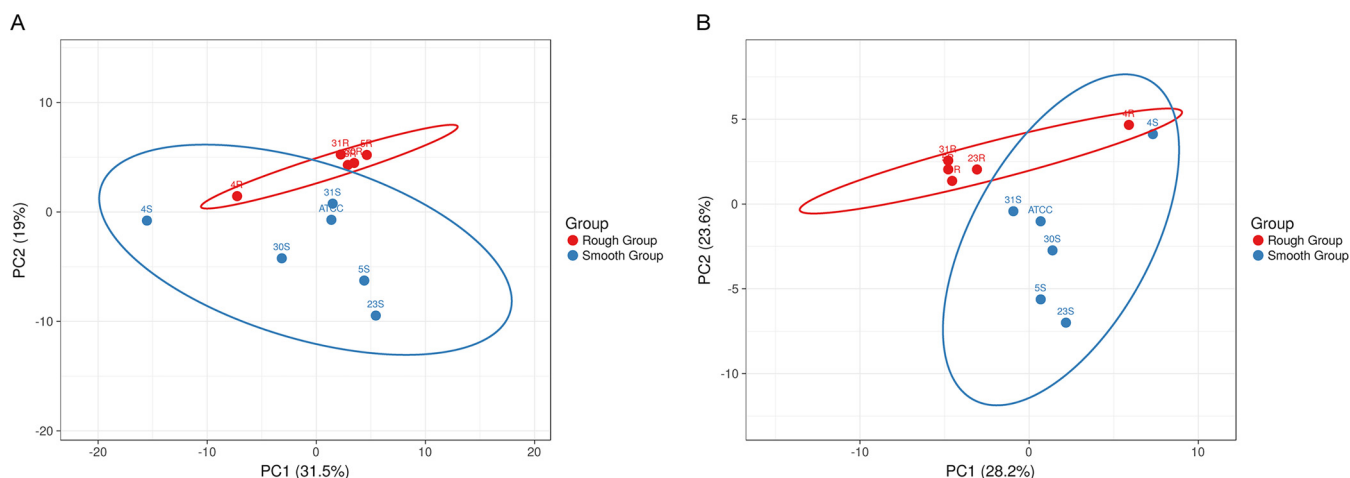 A
B
10
0
-10
-20
PC2 (19%)
-20
-10
0
10
20
PC1 (31.5%)
31R
5R
4R
4S
31S
ATCC
30S
5S
23S
Group
Rough Group
Smooth Group
5
0
-5
-10
PC2 (23.6%)
-10
0
10
PC1 (28.2%)
4R
4S
31R
23R
31S
ATCC
30S
5S
23S
Group
Rough Group
Smooth Group